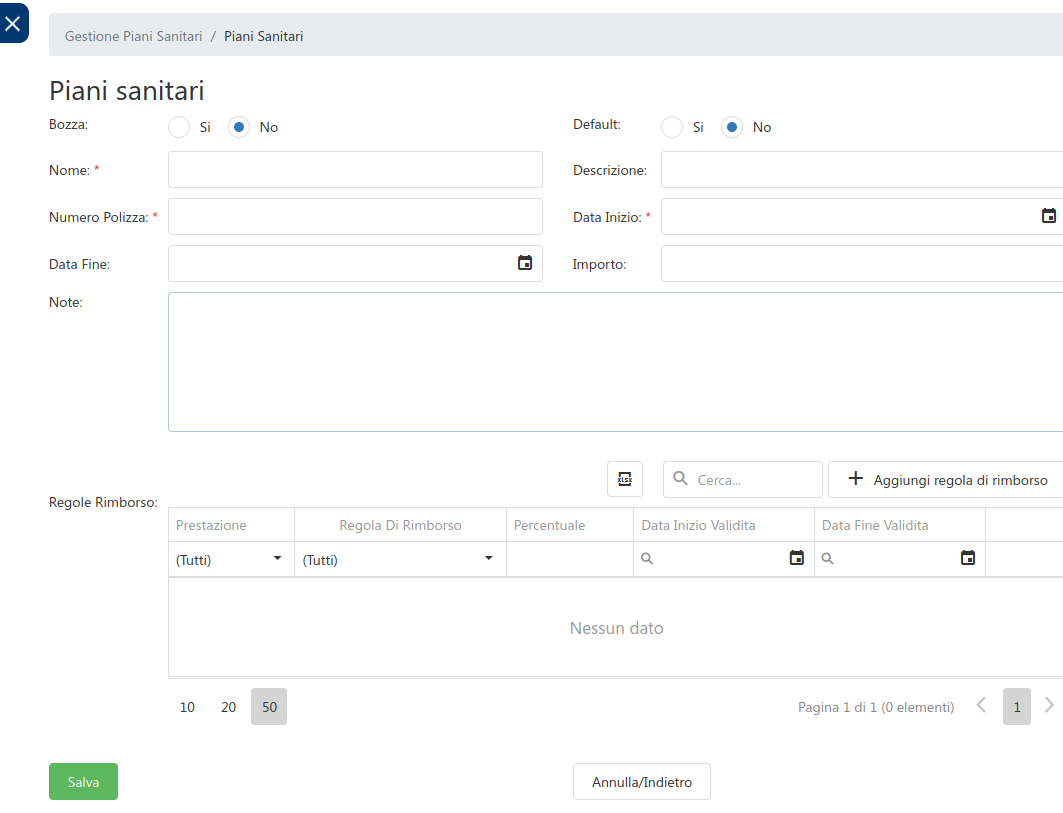 Gestione Piani Sanitari / Piani Sanitari
Piani sanitari
Bozza: Si No Default: Si No
Nome: * Descrizione:
Numero Polizza: * Data Inizio: *
Data Fine: Importo:
Note:
xlsx Cerca... + Aggiungi regola di rimborso
Regole Rimborso:
Prestazione Regola Di Rimborso Percentuale Data Inizio Validita Data Fine Validita
(Tutti) (Tutti)
Nessun dato
10 20 50 Pagina 1 di 1 (0 elementi) 1
Salva Annulla/Indietro